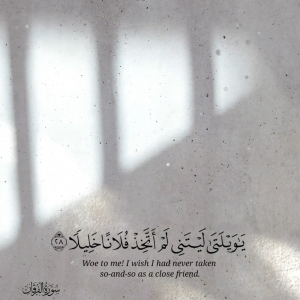 يَـٰوَيْلَتَىٰ لَيْتَنِى لَمْ أَتَّخِذْ فُلَانًا خَلِيلًا ٢٨
Woe to me! I wish I had never taken
so-and-so as a close friend.
سورة الفرقان